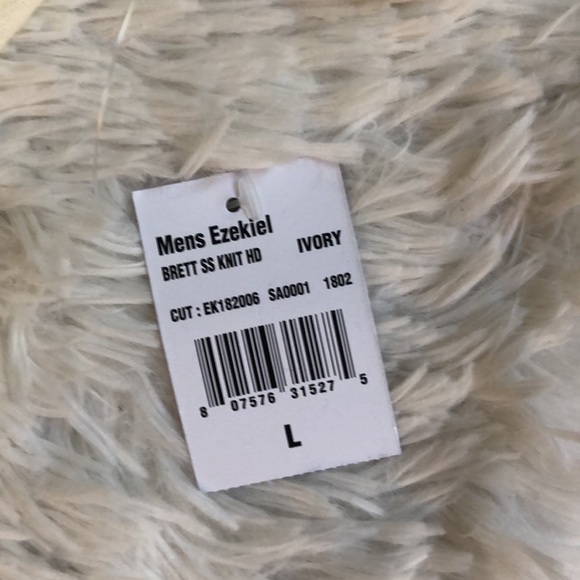 Mens Ezekiel
BRETT SS KNIT HD IVORY
CUT : EK182006 SA0001 1802
8 07576 31527 5
L